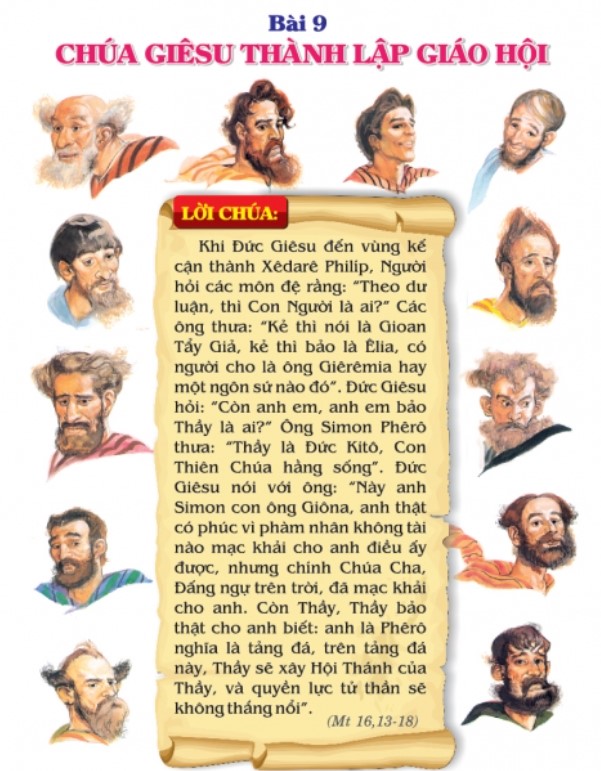 Bài 9
CHÚA GIÊSU THÀNH LẬP GIÁO HỘI
LỜI CHÚA:
Khi Đức Giêsu đến vùng kế
cận thành Xêdarê Philip, Người
hỏi các môn đệ rằng: “Theo dư
luận, thì Con Người là ai?” Các
ông thưa: “Kẻ thì nói là Gioan
Tẩy Giả, kẻ thì bảo là Êlia, có
người cho là ông Giêrêmia hay
một ngôn sứ nào đó”. Đức Giêsu
hỏi: “Còn anh em, anh em bảo
Thầy là ai?” Ông Simon Phêrô
thưa: “Thầy là Đức Kitô, Con
Thiên Chúa hằng sống”. Đức
Giêsu nói với ông: “Này anh
Simon con ông Giôna, anh thật
có phúc vì phàm nhân không tài
nào mạc khải cho anh điều ấy
được, nhưng chính Chúa Cha,
Đấng ngự trên trời, đã mạc khải
cho anh. Còn Thầy, Thầy bảo
thật cho anh biết: anh là Phêrô
nghĩa là tảng đá, trên tảng đá
này, Thầy sẽ xây Hội Thánh của
Thầy, và quyền lực tử thần sẽ
không thắng nổi”.
(Mt 16,13-18)